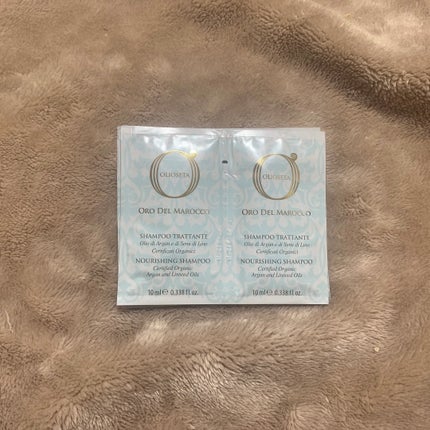 OLIOSETA
ORO DEL MAROCCO
SHAMPOO TRATTANTE
Olio di Argan e di Semi di Lino
Certificati Organici
NOURISHING SHAMPOO
Certified Organic
Argan and Linseed Oils
10 ml e 0.338 fl.oz.
OLIOSETA
ORO DEL MAROCCO
SHAMPOO TRATTANTE
Olio di Argan e di Semi di Lino
Certificati Organici
NOURISHING SHAMPOO
Certified Organic
Argan and Linseed Oils
10 ml e 0.338 fl.oz.